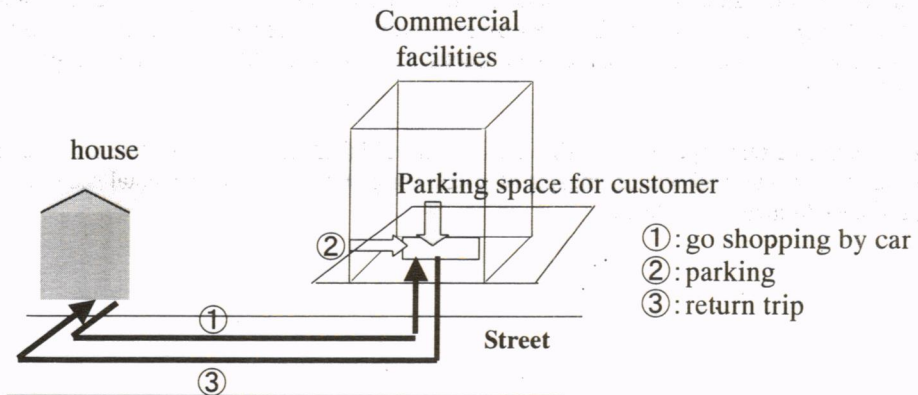 Commercial
facilities
house
Parking space for customer
②
①: go shopping by car
②: parking
③: return trip
①
Street
③